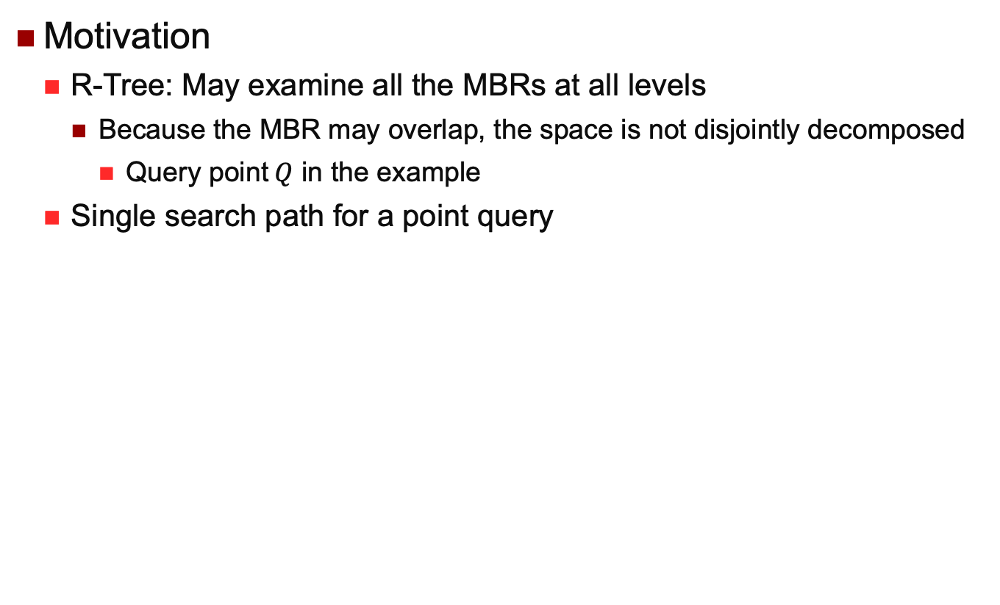 Motivation
R-Tree: May examine all the MBRs at all levels
Because the MBR may overlap, the space is not disjointly decomposed
Query point Q in the example
Single search path for a point query